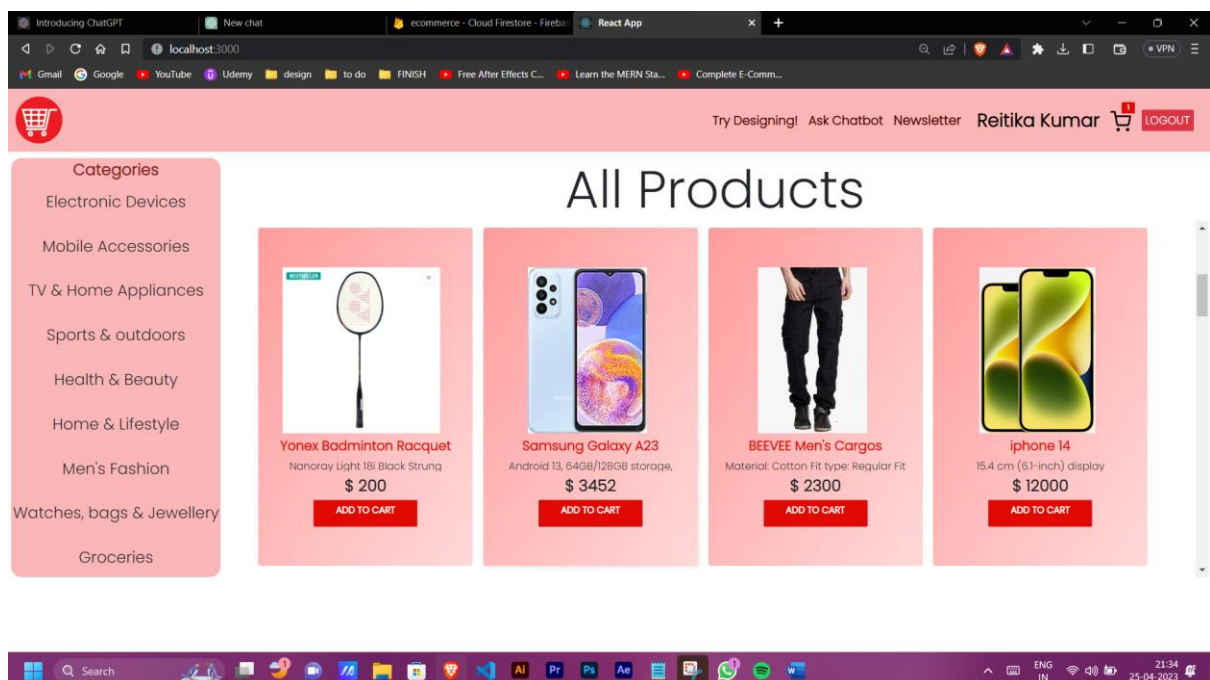 Introducing ChatGPT
New chat
ecommerce - Cloud Firestore - Fireba
React App
localhost:3000
VPN
Gmail
Google
YouTube
Udemy
design
to do
FINISH
Free After Effects C...
Learn the MERN Sta...
Complete E-Comm...
Try Designing! Ask Chatbot Newsletter Reitika Kumar 1 LOGOUT
Categories
Electronic Devices
Mobile Accessories
TV & Home Appliances
Sports & outdoors
Health & Beauty
Home & Lifestyle
Men's Fashion
Watches, bags & Jewellery
Groceries
All Products
BESTSELLER
Yonex Badminton Racquet
Nanoray Light 18i Black Strung
$ 200
ADD TO CART
Samsung Galaxy A23
Android 13, 64GB/128GB storage,
$ 3452
ADD TO CART
BEEVEE Men's Cargos
Material: Cotton Fit type: Regular Fit
$ 2300
ADD TO CART
iphone 14
15.4 cm (6.1-inch) display
$ 12000
ADD TO CART
Search
Ai
Pr
Ps
Ae
ENG
IN
21:34
25-04-2023